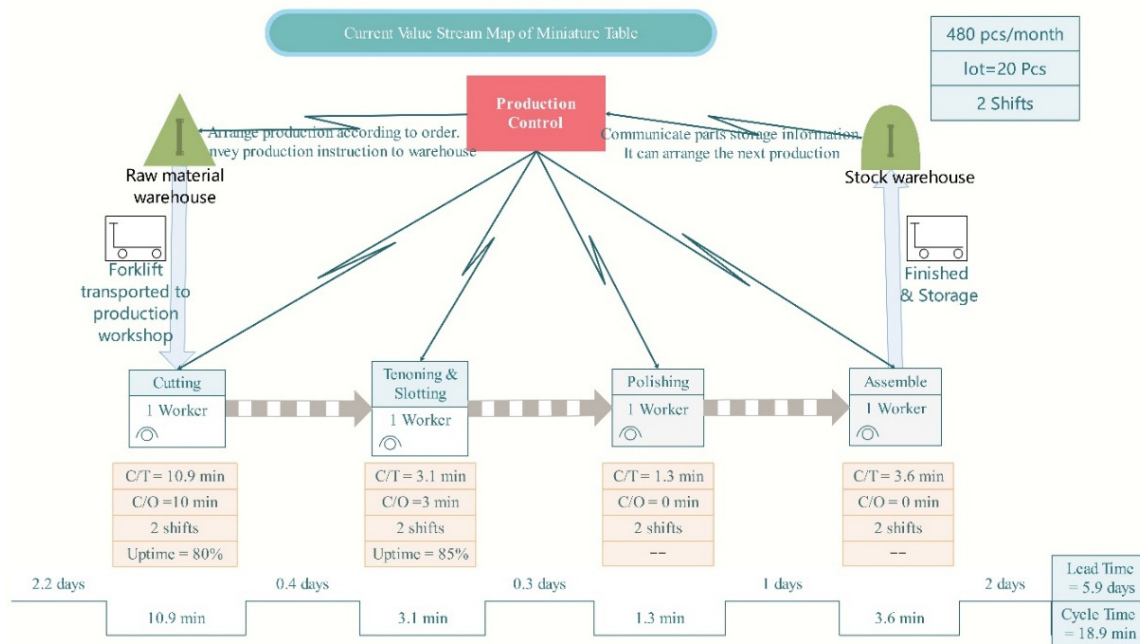 Current Value Stream Map of Miniature Table
480 pcs/month
lot=20 Pcs
2 Shifts
Production
Control
Arrange production according to order.
nvey production instruction to warehouse
Communicate parts storage information.
It can arrange the next production
Raw material
warehouse
Stock warehouse
Forklift
transported to
production
workshop
Finished
& Storage
Cutting
1 Worker
Tenoning &
Slotting
1 Worker
Polishing
1 Worker
Assemble
1 Worker
C/T = 10.9 min
C/O =10 min
2 shifts
Uptime = 80%
C/T = 3.1 min
C/O =3 min
2 shifts
Uptime = 85%
C/T = 1.3 min
C/O = 0 min
2 shifts
--
C/T = 3.6 min
C/O = 0 min
2 shifts
--
2.2 days
0.4 days
0.3 days
1 days
2 days
Lead Time
= 5.9 days
10.9 min
3.1 min
1.3 min
3.6 min
Cycle Time
= 18.9 min